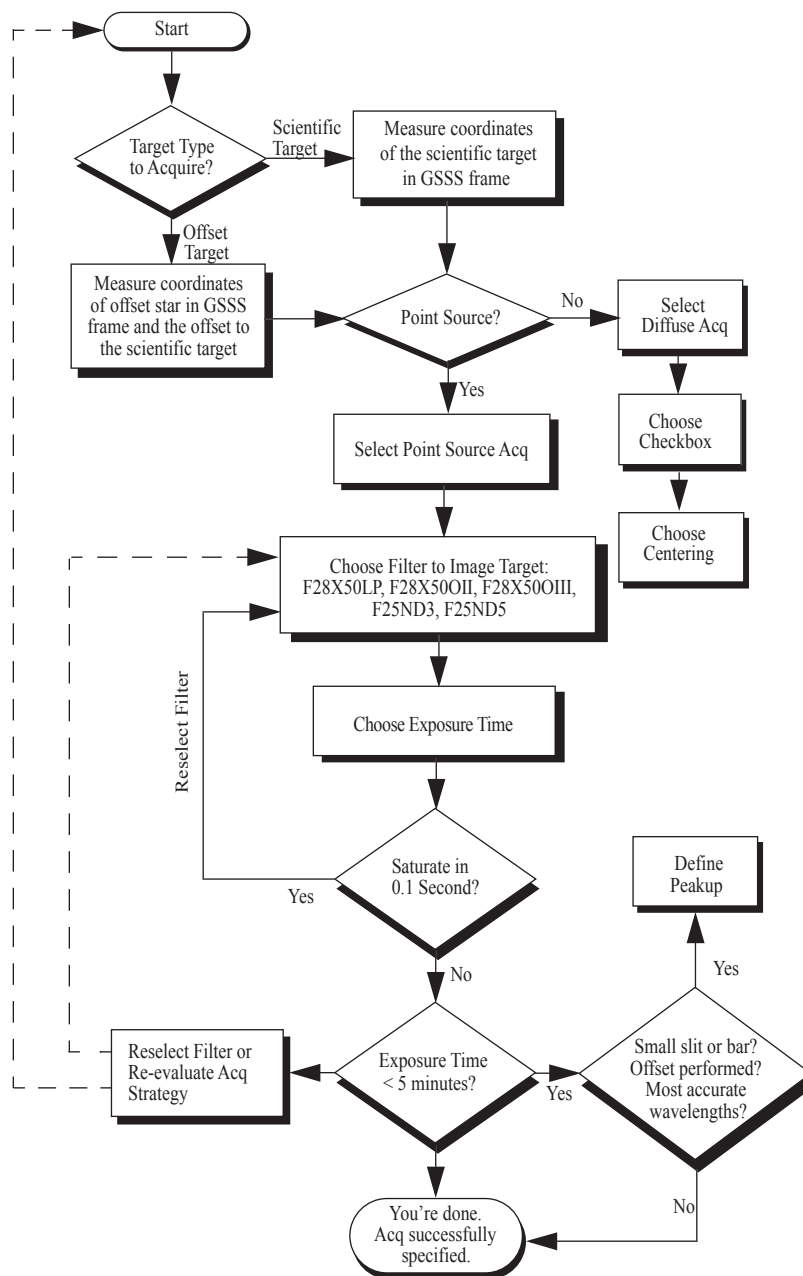 Start
Target Type
to Acquire?
Scientific
Target
Measure coordinates
of the scientific target
in GSSS frame
Offset
Target
Measure coordinates
of offset star in GSSS
frame and the offset to
the scientific target
Point Source?
No
Select
Diffuse Acq
Yes
Choose
Checkbox
Select Point Source Acq
Choose
Centering
Choose Filter to Image Target:
F28X50LP, F28X50OII, F28X50OIII,
F25ND3, F25ND5
Reselect Filter
Choose Exposure Time
Saturate in
0.1 Second?
Yes
Define
Peakup
No
Yes
Reselect Filter or
Re-evaluate Acq
Strategy
Exposure Time
< 5 minutes?
Yes
Small slit or bar?
Offset performed?
Most accurate
wavelengths?
No
You're done.
Acq successfully
specified.